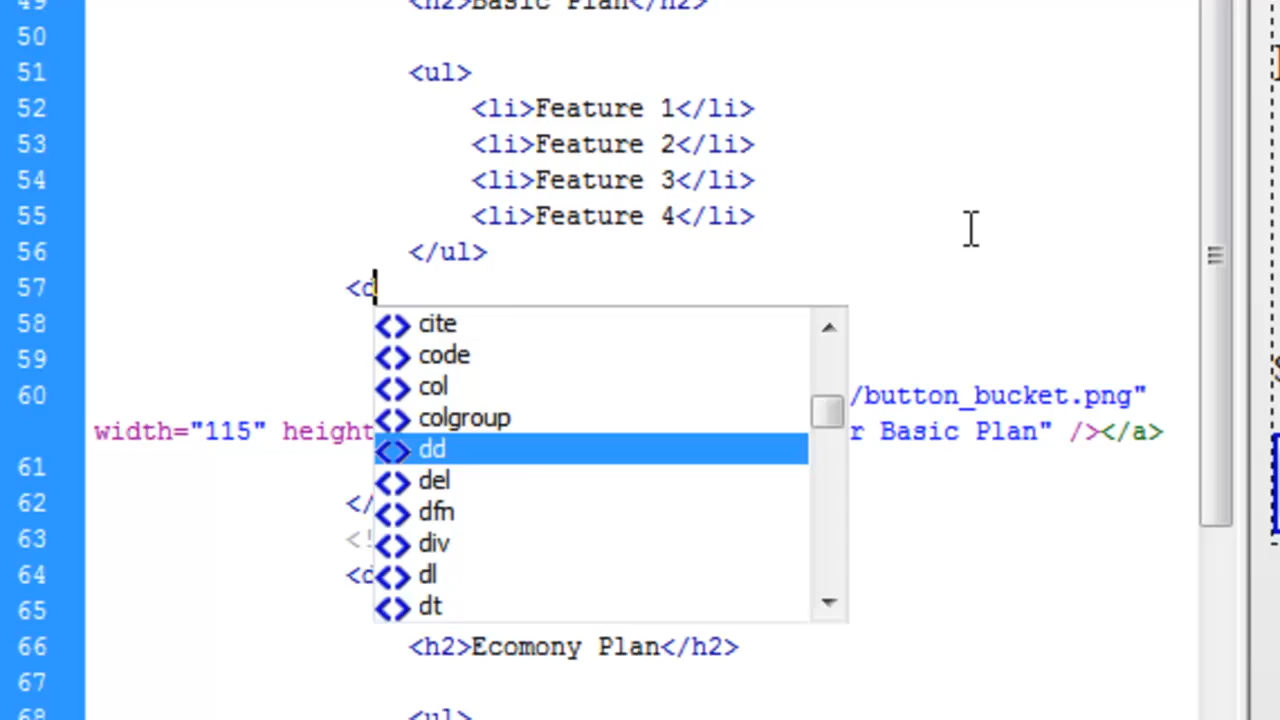 49 <h2>Basic Plan</h2>
50
51 <ul>
52 <li>Feature 1</li>
53 <li>Feature 2</li>
54 <li>Feature 3</li>
55 <li>Feature 4</li>
56 </ul>
57 <d
cite
58
code
59
col
60 /button_bucket.png"
colgroup
width="115" height r Basic Plan" /></a>
dd
61
del
62 </
dfn
63 <!
div
64 <d
dl
65
dt
66 <h2>Ecomony Plan</h2>
67
68 <ul>